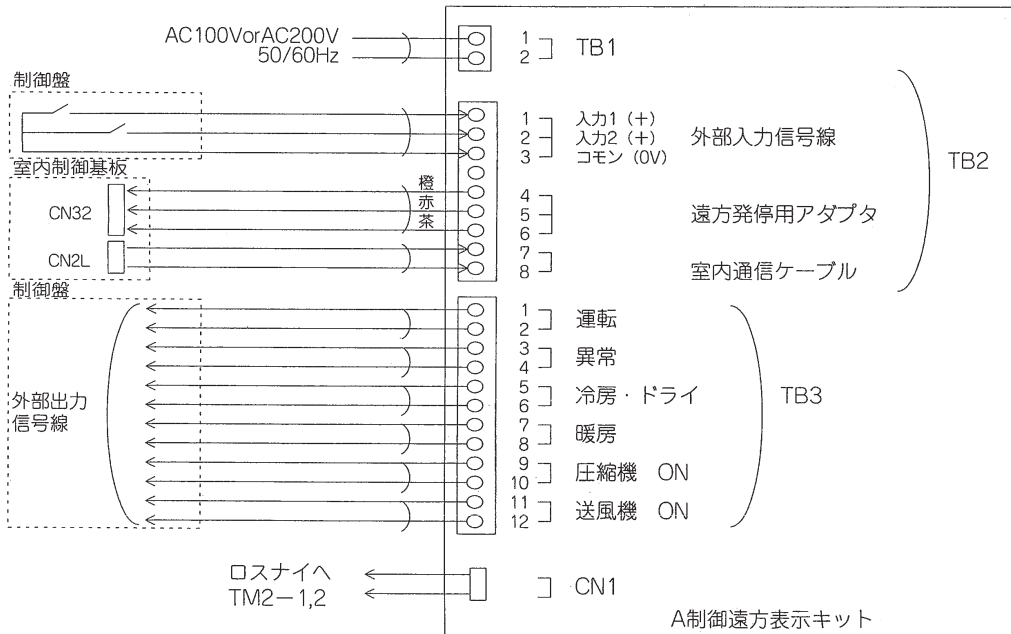 AC100VorAC200V
50/60Hz
1
2
TB1
制御盤
1
2
3
入力1（+）
入力2（+）
コモン（0V）
外部入力信号線
TB2
室内制御基板
CN32
橙
赤
茶
4
5
6
遠方発停用アダプタ
CN2L
7
8
室内通信ケーブル
制御盤
外部出力
信号線
1
2
運転
3
4
異常
5
6
冷房・ドライ
TB3
7
8
暖房
9
10
圧縮機 ON
11
12
送風機 ON
ロスナイへ
TM2−1,2
CN1
A制御遠方表示キット